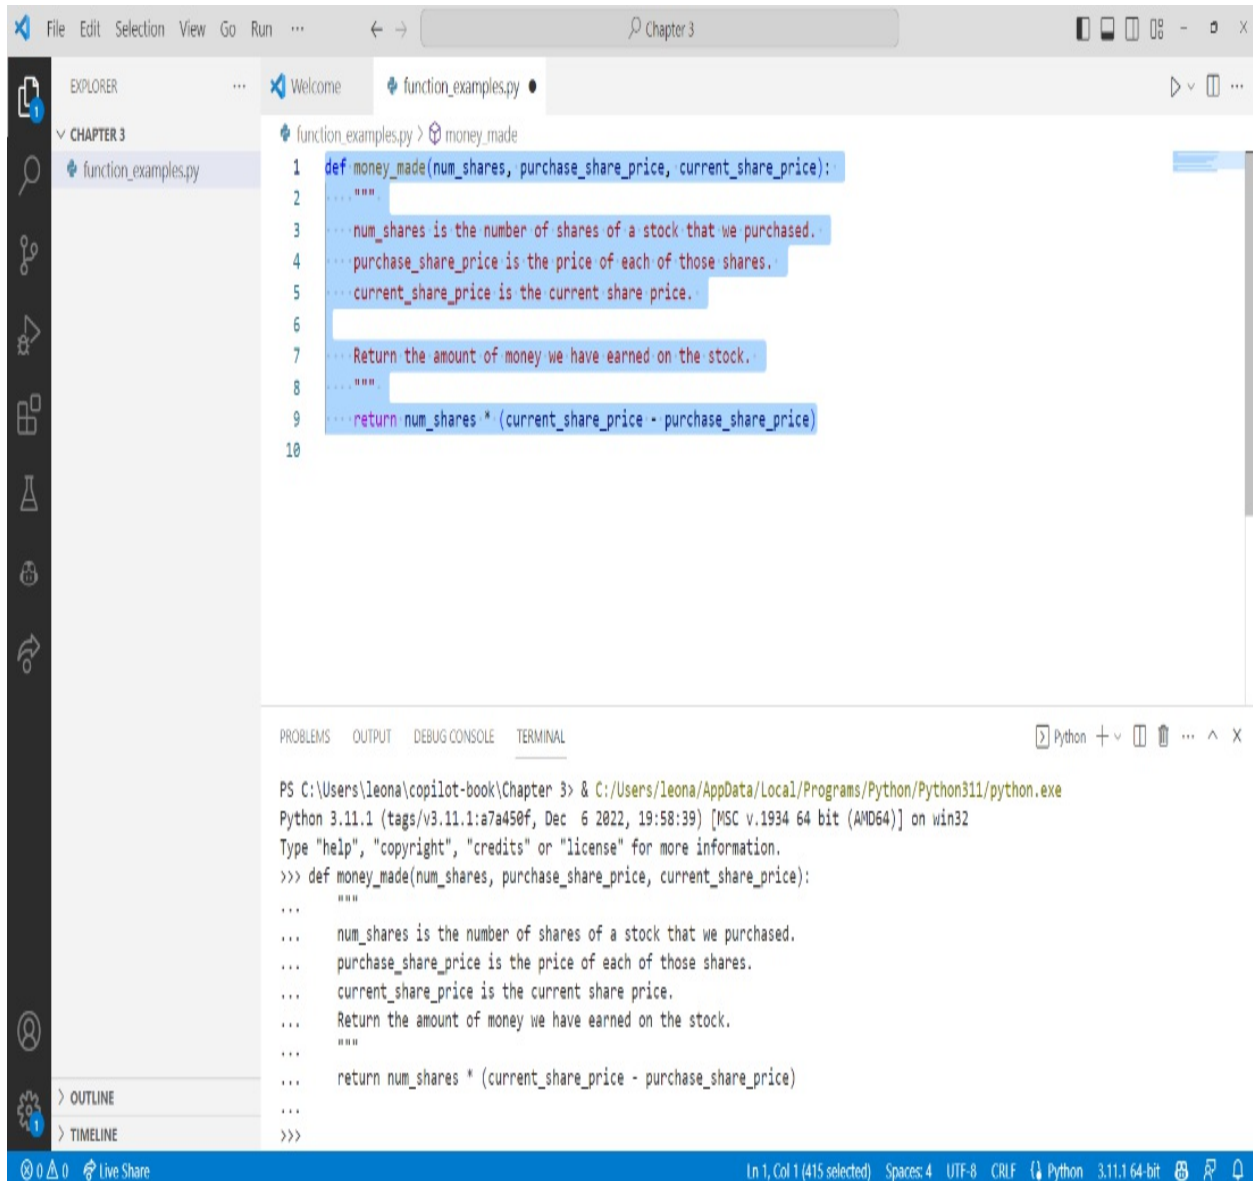 File Edit Selection View Go Run ···
Chapter 3
EXPLORER ···
CHAPTER 3
function_examples.py
OUTLINE
TIMELINE
Welcome
function_examples.py
function_examples.py > money_made
1 def money_made(num_shares, purchase_share_price, current_share_price):
2     """
3     num_shares is the number of shares of a stock that we purchased.
4     purchase_share_price is the price of each of those shares.
5     current_share_price is the current share price.
6
7     Return the amount of money we have earned on the stock.
8     """
9     return num_shares * (current_share_price - purchase_share_price)
10
PROBLEMS OUTPUT DEBUG CONSOLE TERMINAL
Python
PS C:\Users\leona\copilot-book\Chapter 3> & C:/Users/leona/AppData/Local/Programs/Python/Python311/python.exe
Python 3.11.1 (tags/v3.11.1:a7a450f, Dec  6 2022, 19:58:39) [MSC v.1934 64 bit (AMD64)] on win32
Type "help", "copyright", "credits" or "license" for more information.
>>> def money_made(num_shares, purchase_share_price, current_share_price):
...     """
...     num_shares is the number of shares of a stock that we purchased.
...     purchase_share_price is the price of each of those shares.
...     current_share_price is the current share price.
...     Return the amount of money we have earned on the stock.
...     """
...     return num_shares * (current_share_price - purchase_share_price)
...
>>>
1
1
0 0 Live Share
Ln 1, Col 1 (415 selected) Spaces: 4 UTF-8 CRLF Python 3.11.1 64-bit